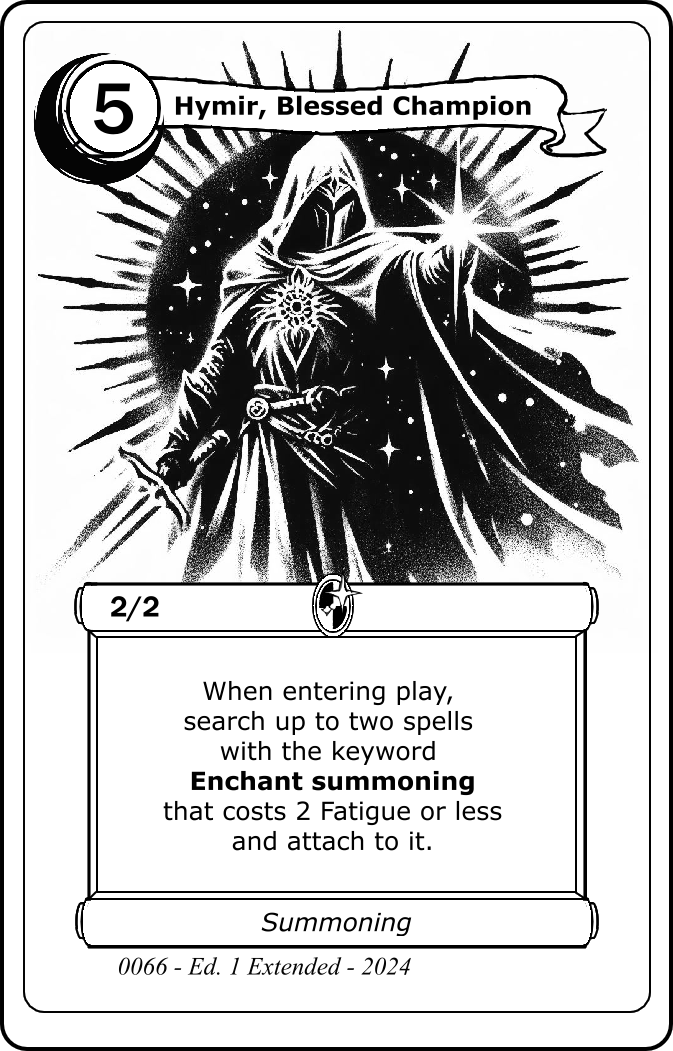 5
Hymir, Blessed Champion
2/2
When entering play,
search up to two spells
with the keyword
Enchant summoning
that costs 2 Fatigue or less
and attach to it.
Summoning
0066 - Ed. 1 Extended - 2024